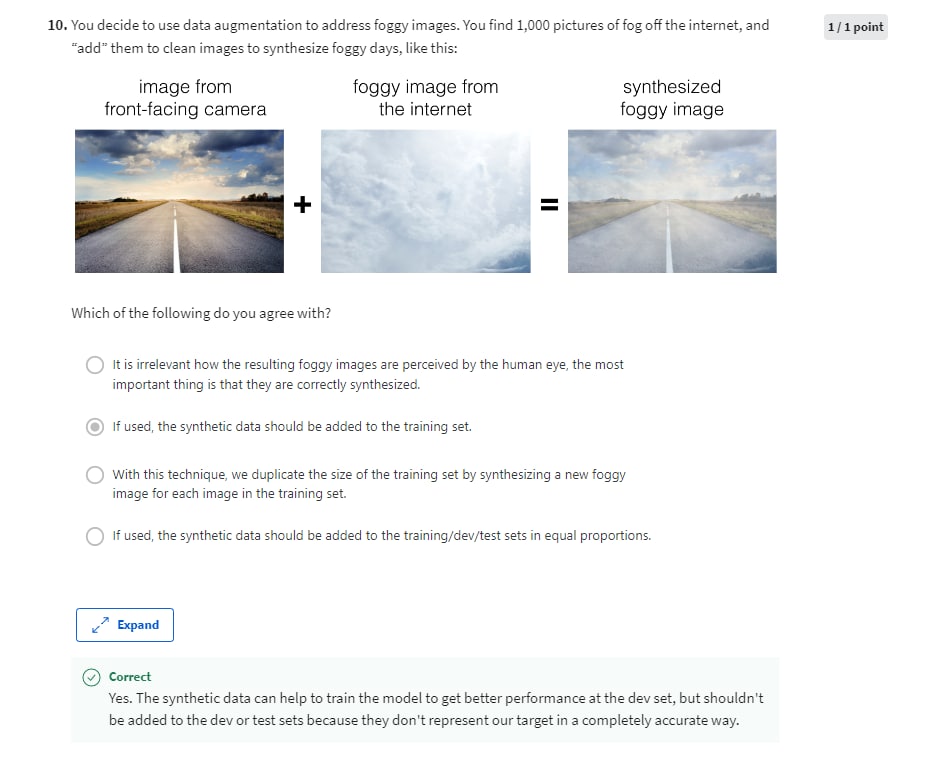 10. You decide to use data augmentation to address foggy images. You find 1,000 pictures of fog off the internet, and
1 / 1 point
“add” them to clean images to synthesize foggy days, like this:
image from
front-facing camera
foggy image from
the internet
synthesized
foggy image
+
=
Which of the following do you agree with?
It is irrelevant how the resulting foggy images are perceived by the human eye, the most
important thing is that they are correctly synthesized.
If used, the synthetic data should be added to the training set.
With this technique, we duplicate the size of the training set by synthesizing a new foggy
image for each image in the training set.
If used, the synthetic data should be added to the training/dev/test sets in equal proportions.
Expand
Correct
Yes. The synthetic data can help to train the model to get better performance at the dev set, but shouldn't
be added to the dev or test sets because they don't represent our target in a completely accurate way.